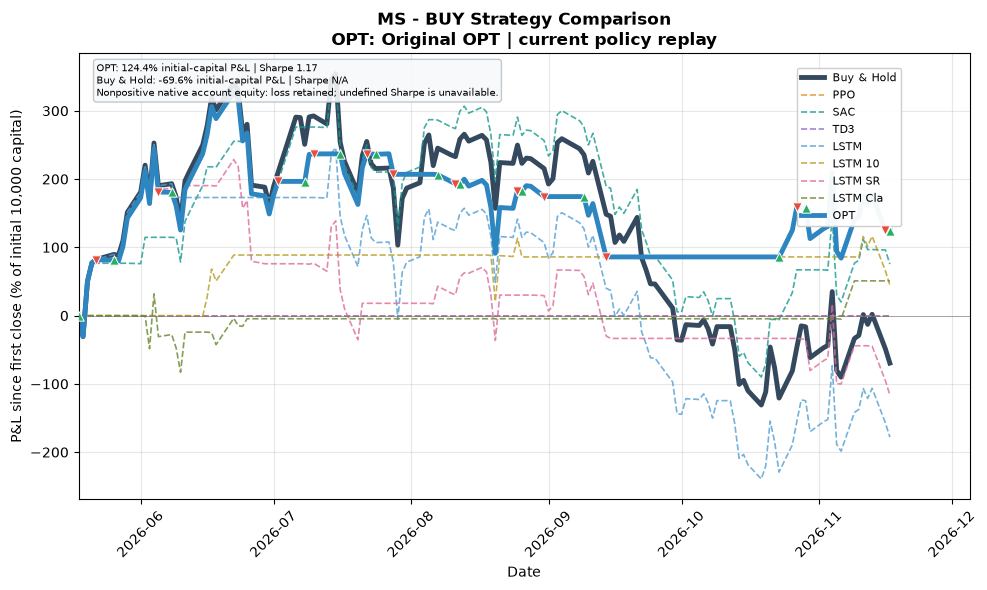 MS - BUY Strategy Comparison
OPT: Original OPT | current policy replay
OPT: 124.4% initial-capital P&L | Sharpe 1.17
Buy & Hold: -69.6% initial-capital P&L | Sharpe N/A
Nonpositive native account equity: loss retained; undefined Sharpe is unavailable.
Buy & Hold
PPO
SAC
TD3
LSTM
LSTM 10
LSTM SR
LSTM Cla
OPT
P&L since first close (% of initial 10,000 capital)
300
200
100
0
−100
−200
2026-06
2026-07
2026-08
2026-09
2026-10
2026-11
2026-12
Date